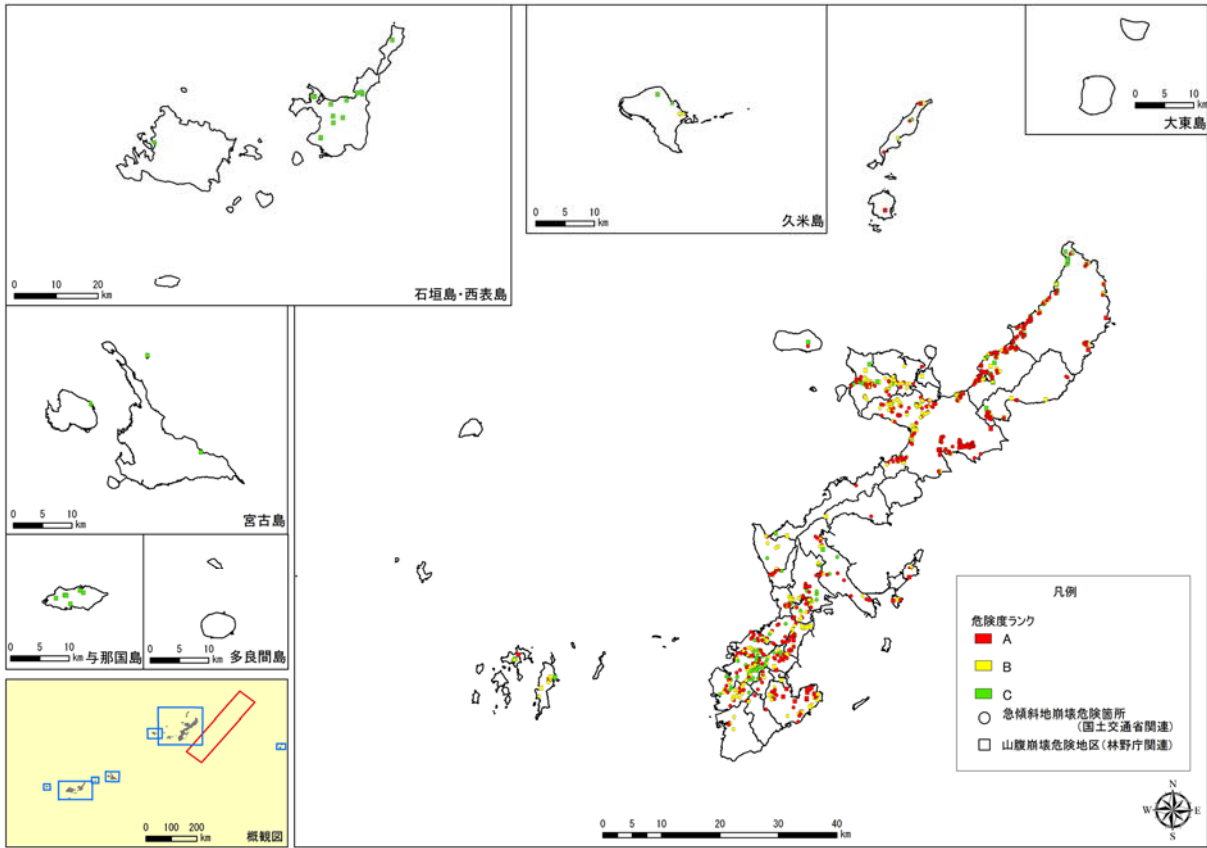 0 10 20
km
石垣島・西表島
0 5 10
km
久米島
0 5 10
km
大東島
0 5 10
km
宮古島
0 5 10
km
与那国島
0 5 10
km
多良間島
0 100 200
km
概観図
凡例
危険度ランク
A
B
C
急傾斜地崩壊危険箇所
(国土交通省関連)
山腹崩壊危険地区(林野庁関連)
0 10 20 30 40
km
N
W E
S